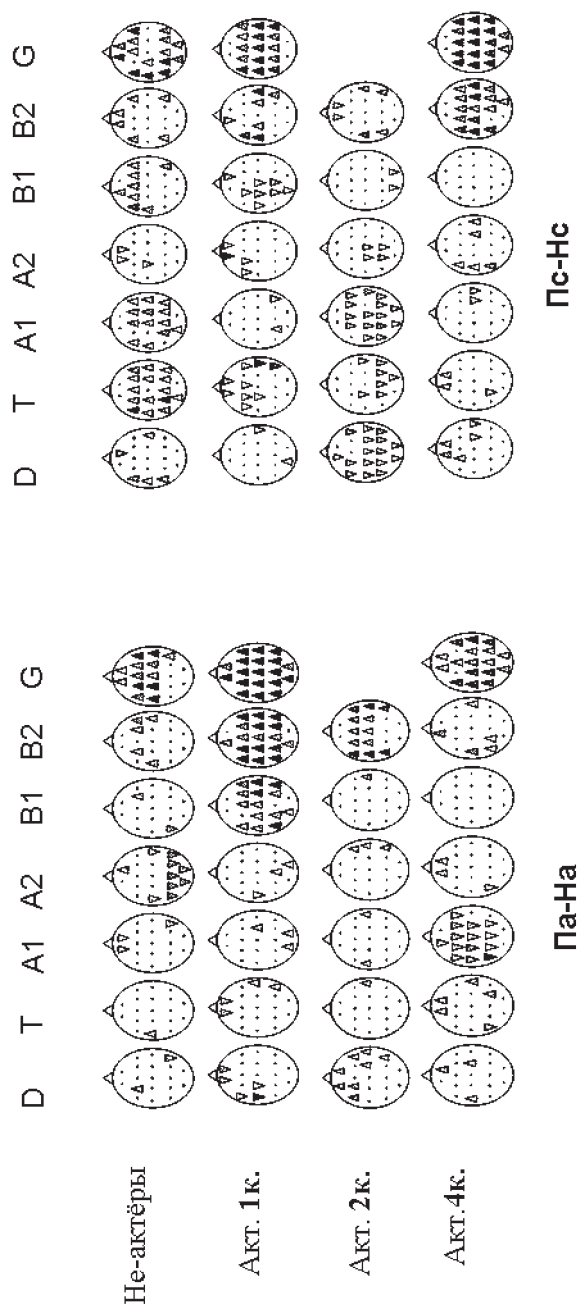 D T A1 A2 B1 B2 G
D T A1 A2 B1 B2 G
Не-актёры
Акт. 1к.
Акт. 2к.
Акт. 4к.
Па-На
Пс-Нс